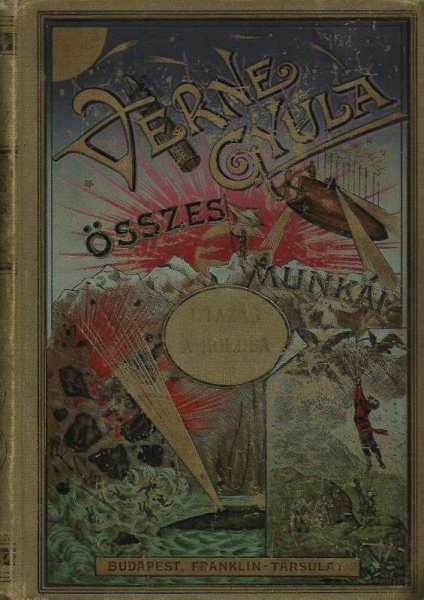 VERNE
GYULA
ÖSSZES
MUNKÁI
UTAZÁS
A HOLDBA
BUDAPEST, FRANKLIN-TÁRSULAT